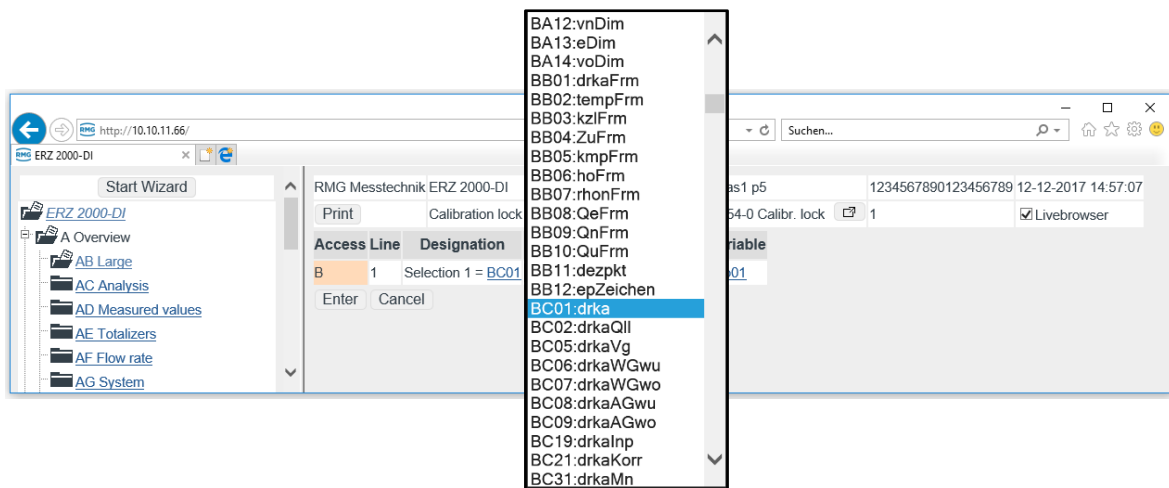 BA12:vnDim
BA13:eDim
BA14:voDim
BB01:drkaFrm
BB02:tempFrm
BB03:kzlFrm
BB04:ZuFrm
BB05:kmpFrm
BB06:hoFrm
BB07:rhonFrm
BB08:QeFrm
BB09:QnFrm
BB10:QuFrm
BB11:dezpkt
BB12:epZeichen
BC01:drka
BC02:drkaQll
BC05:drkaVg
BC06:drkaWGwu
BC07:drkaWGwo
BC08:drkaAGwu
BC09:drkaAGwo
BC19:drkaInp
BC21:drkaKorr
BC31:drkaMn
RMG http://10.10.11.66/
Suchen...
RMG ERZ 2000-DI
Start Wizard
ERZ 2000-DI
A Overview
AB Large
AC Analysis
AD Measured values
AE Totalizers
AF Flow rate
AG System
RMG Messtechnik ERZ 2000-DI as1 p5 1234567890123456789 12-12-2017 14:57:07
Print Calibration lock 54-0 Calibr. lock 1 Livebrowser
Access Line Designation riable
B 1 Selection 1 = BC01 01
Enter Cancel